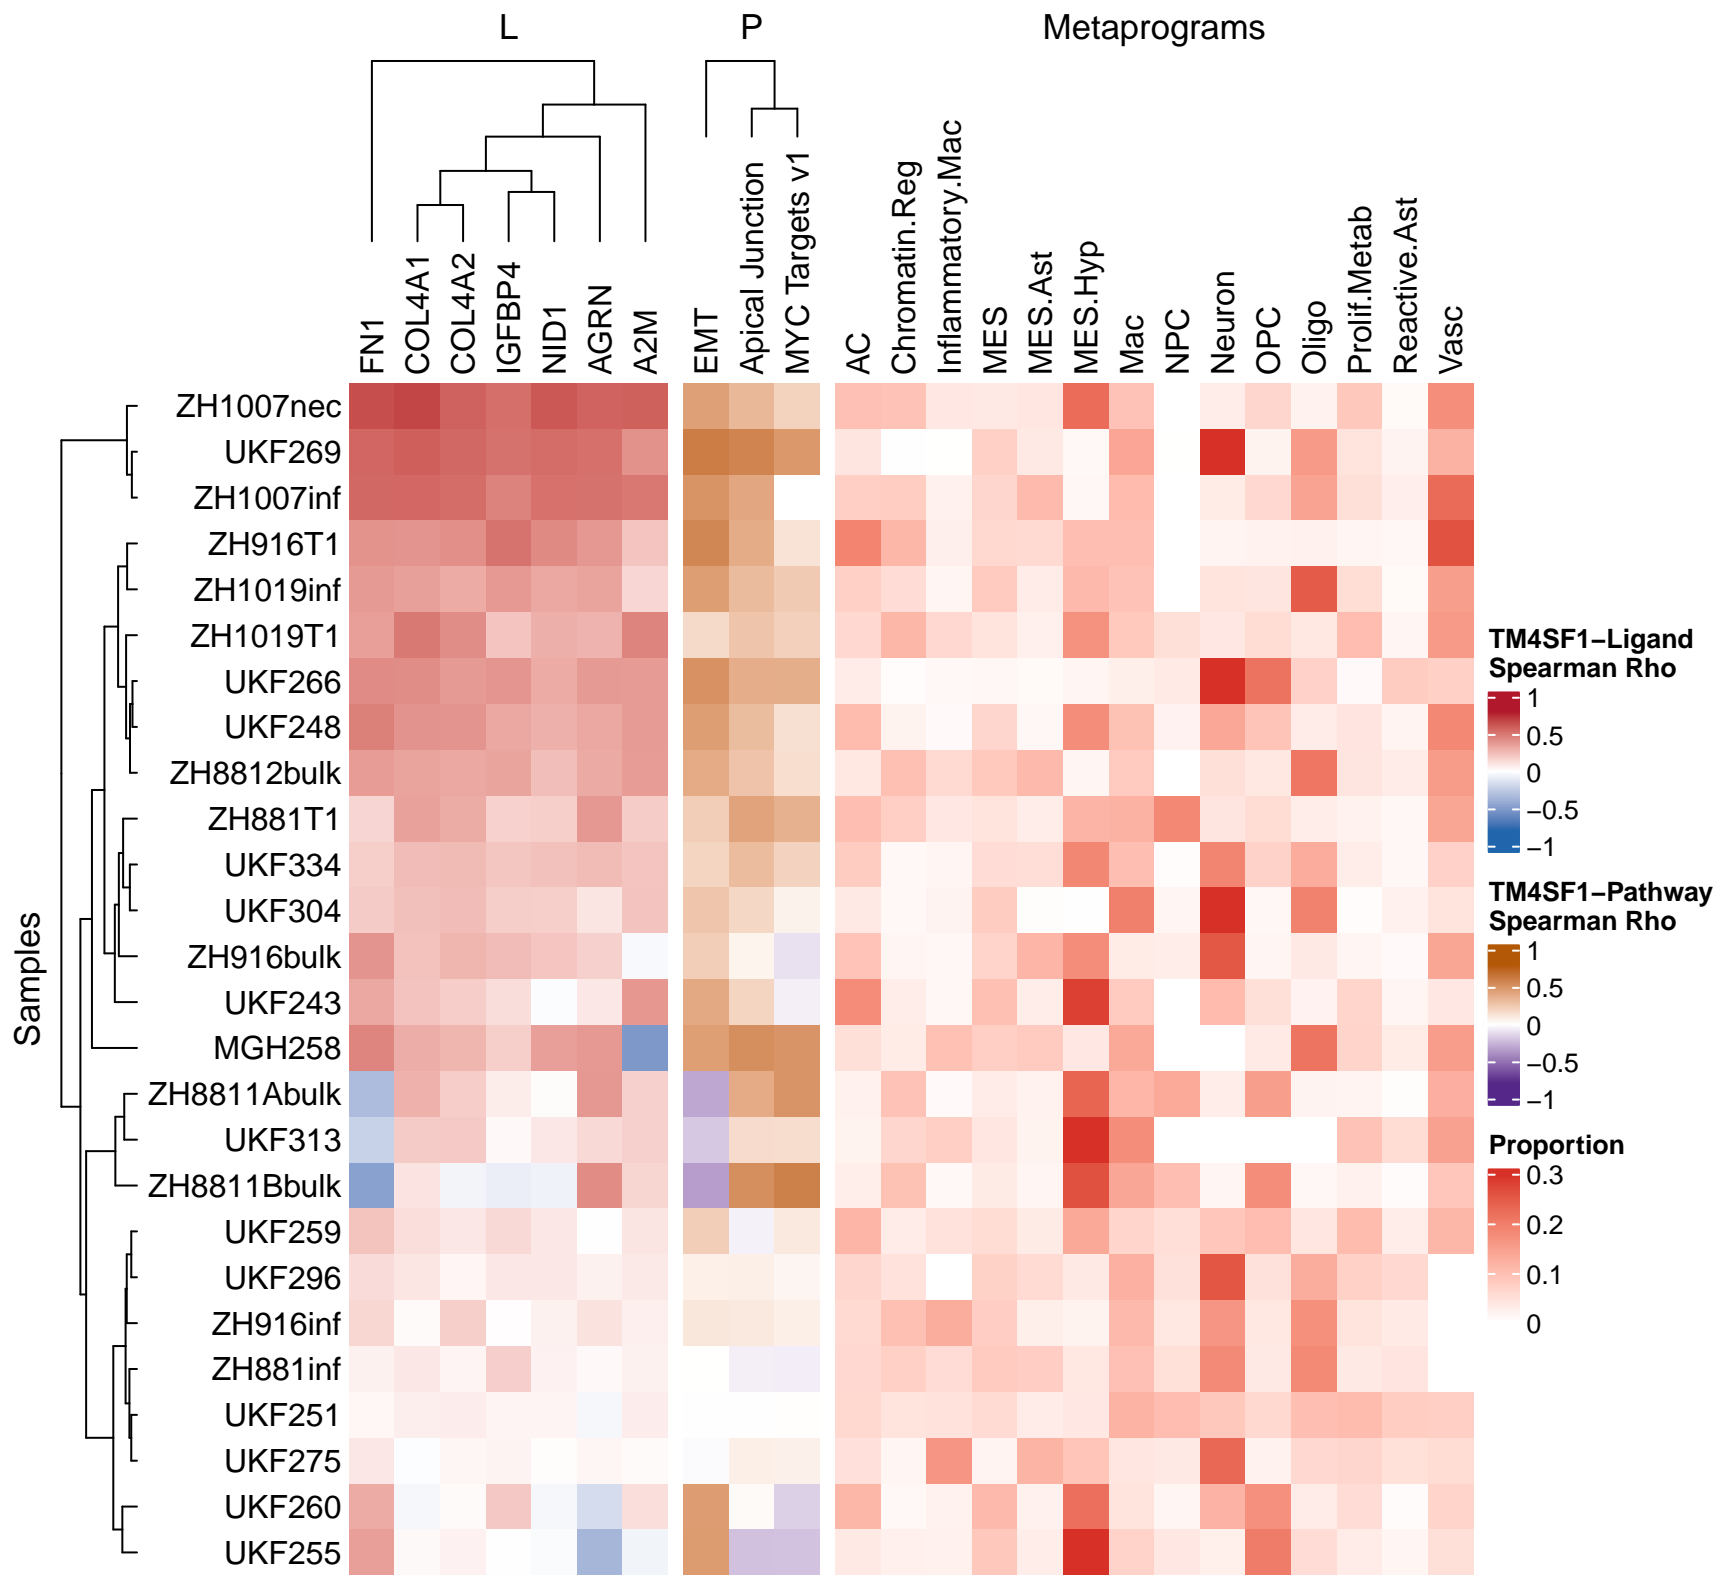 L
P
Metaprograms
FN1
COL4A1
COL4A2
IGFBP4
NID1
AGRN
A2M
EMT
Apical Junction
MYC Targets v1
AC
Chromatin.Reg
Inflammatory.Mac
MES
MES.Ast
MES.Hyp
Mac
NPC
Neuron
OPC
Oligo
Prolif.Metab
Reactive.Ast
Vasc
Samples
ZH1007nec
UKF269
ZH1007inf
ZH916T1
ZH1019inf
ZH1019T1
UKF266
UKF248
ZH8812bulk
ZH881T1
UKF334
UKF304
ZH916bulk
UKF243
MGH258
ZH8811Abulk
UKF313
ZH8811Bbulk
UKF259
UKF296
ZH916inf
ZH881inf
UKF251
UKF275
UKF260
UKF255
TM4SF1−Ligand
Spearman Rho
1
0.5
0
−0.5
−1
TM4SF1−Pathway
Spearman Rho
1
0.5
0
−0.5
−1
Proportion
0.3
0.2
0.1
0